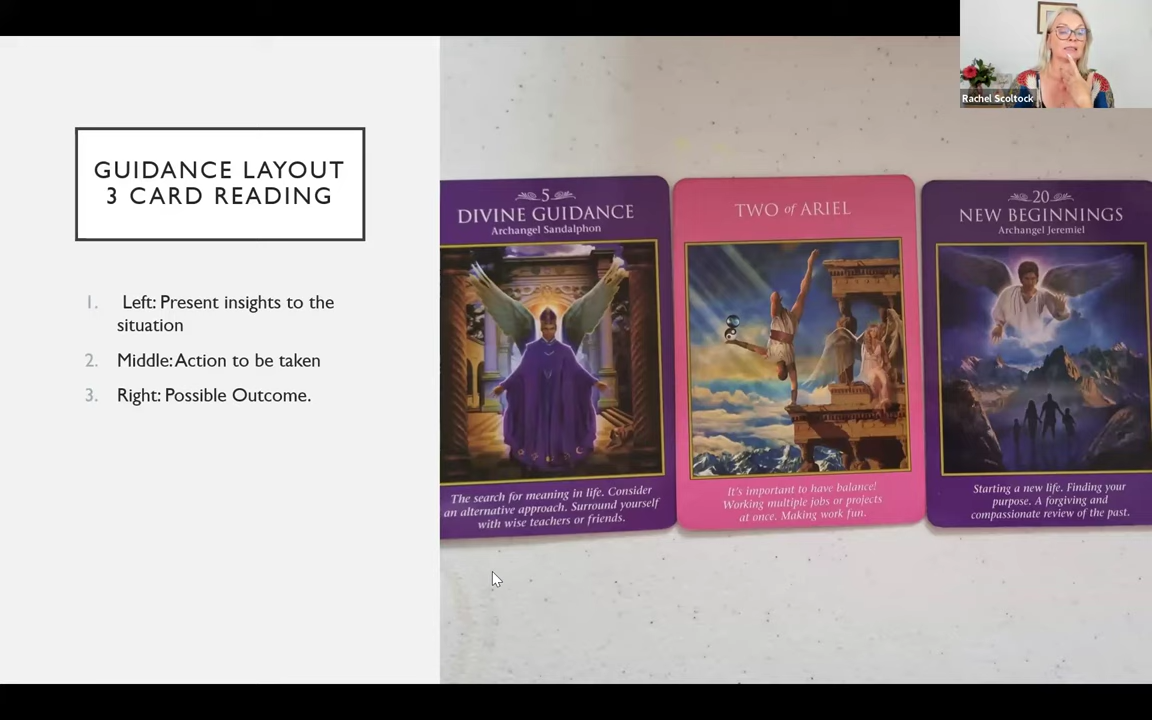 Rachel Scoltock
GUIDANCE LAYOUT
3 CARD READING
1. Left: Present insights to the
situation
2. Middle: Action to be taken
3. Right: Possible Outcome.
5
DIVINE GUIDANCE
Archangel Sandalphon
The search for meaning in life. Consider
an alternative approach. Surround yourself
with wise teachers or friends.
TWO of ARIEL
It's important to have balance!
Working multiple jobs or projects
at once. Making work fun.
20
NEW BEGINNINGS
Archangel Jeremiel
Starting a new life. Finding your
purpose. A forgiving and
compassionate review of the past.